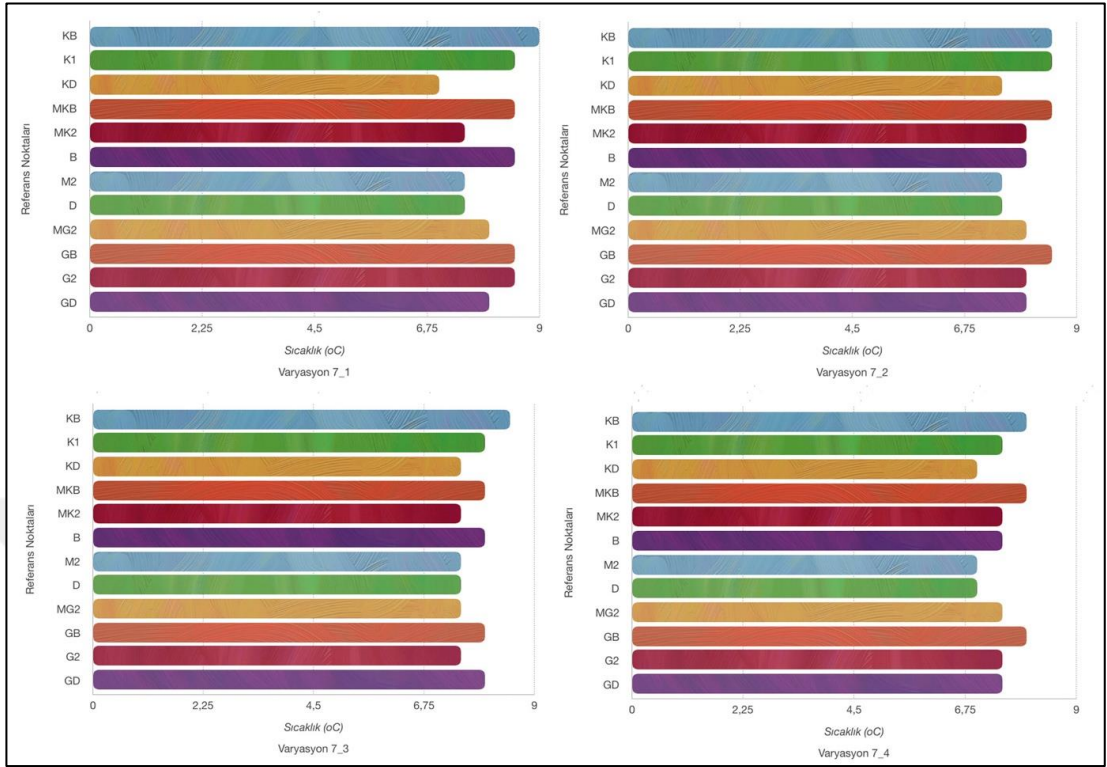 Referans Noktaları
KB
K1
KD
MKB
MK2
B
M2
D
MG2
GB
G2
GD
0 2,25 4,5 6,75 9
Sıcaklık (oC)
Varyasyon 7_1
Referans Noktaları
KB
K1
KD
MKB
MK2
B
M2
D
MG2
GB
G2
GD
0 2,25 4,5 6,75 9
Sıcaklık (oC)
Varyasyon 7_2
Referans Noktaları
KB
K1
KD
MKB
MK2
B
M2
D
MG2
GB
G2
GD
0 2,25 4,5 6,75 9
Sıcaklık (oC)
Varyasyon 7_3
Referans Noktaları
KB
K1
KD
MKB
MK2
B
M2
D
MG2
GB
G2
GD
0 2,25 4,5 6,75 9
Sıcaklık (oC)
Varyasyon 7_4